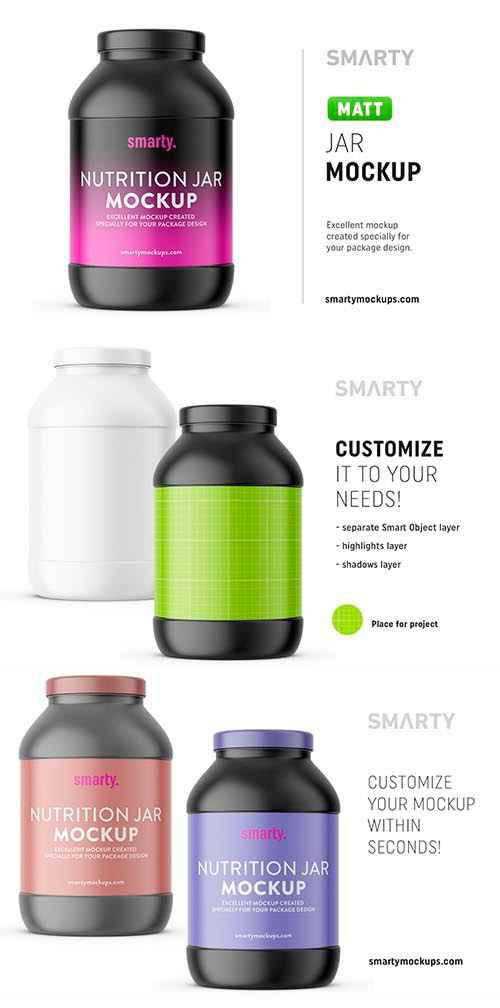 smarty.
NUTRITION JAR
MOCKUP
EXCELLENT MOCKUP CREATED
SPECIALLY FOR YOUR PACKAGE DESIGN
smartymockups.com
SMARTY
MATT
JAR
MOCKUP
Excellent mockup
created specially for
your package design.
smartymockups.com
SMARTY
CUSTOMIZE
IT TO YOUR
NEEDS!
- separate Smart Object layer
- highlights layer
- shadows layer
Place for project
smarty.
NUTRITION JAR
MOCKUP
EXCELLENT MOCKUP CREATED
SPECIALLY FOR YOUR PACKAGE DESIGN
smartymockups.com
smarty.
NUTRITION JAR
MOCKUP
EXCELLENT MOCKUP CREATED
SPECIALLY FOR YOUR PACKAGE DESIGN
smartymockups.com
SMARTY
CUSTOMIZE
YOUR MOCKUP
WITHIN
SECONDS!
smartymockups.com